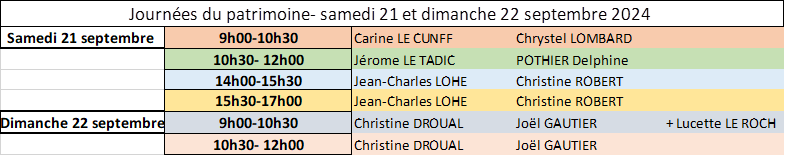 Journées du patrimoine- samedi 21 et dimanche 22 septembre 2024
Samedi 21 septembre 9h00-10h30 Carine LE CUNFF Chrystel LOMBARD
10h30- 12h00 Jérome LE TADIC POTHIER Delphine
14h00-15h30 Jean-Charles LOHE Christine ROBERT
15h30-17h00 Jean-Charles LOHE Christine ROBERT
Dimanche 22 septembre 9h00-10h30 Christine DROUAL Joël GAUTIER + Lucette LE ROCH
10h30- 12h00 Christine DROUAL Joël GAUTIER